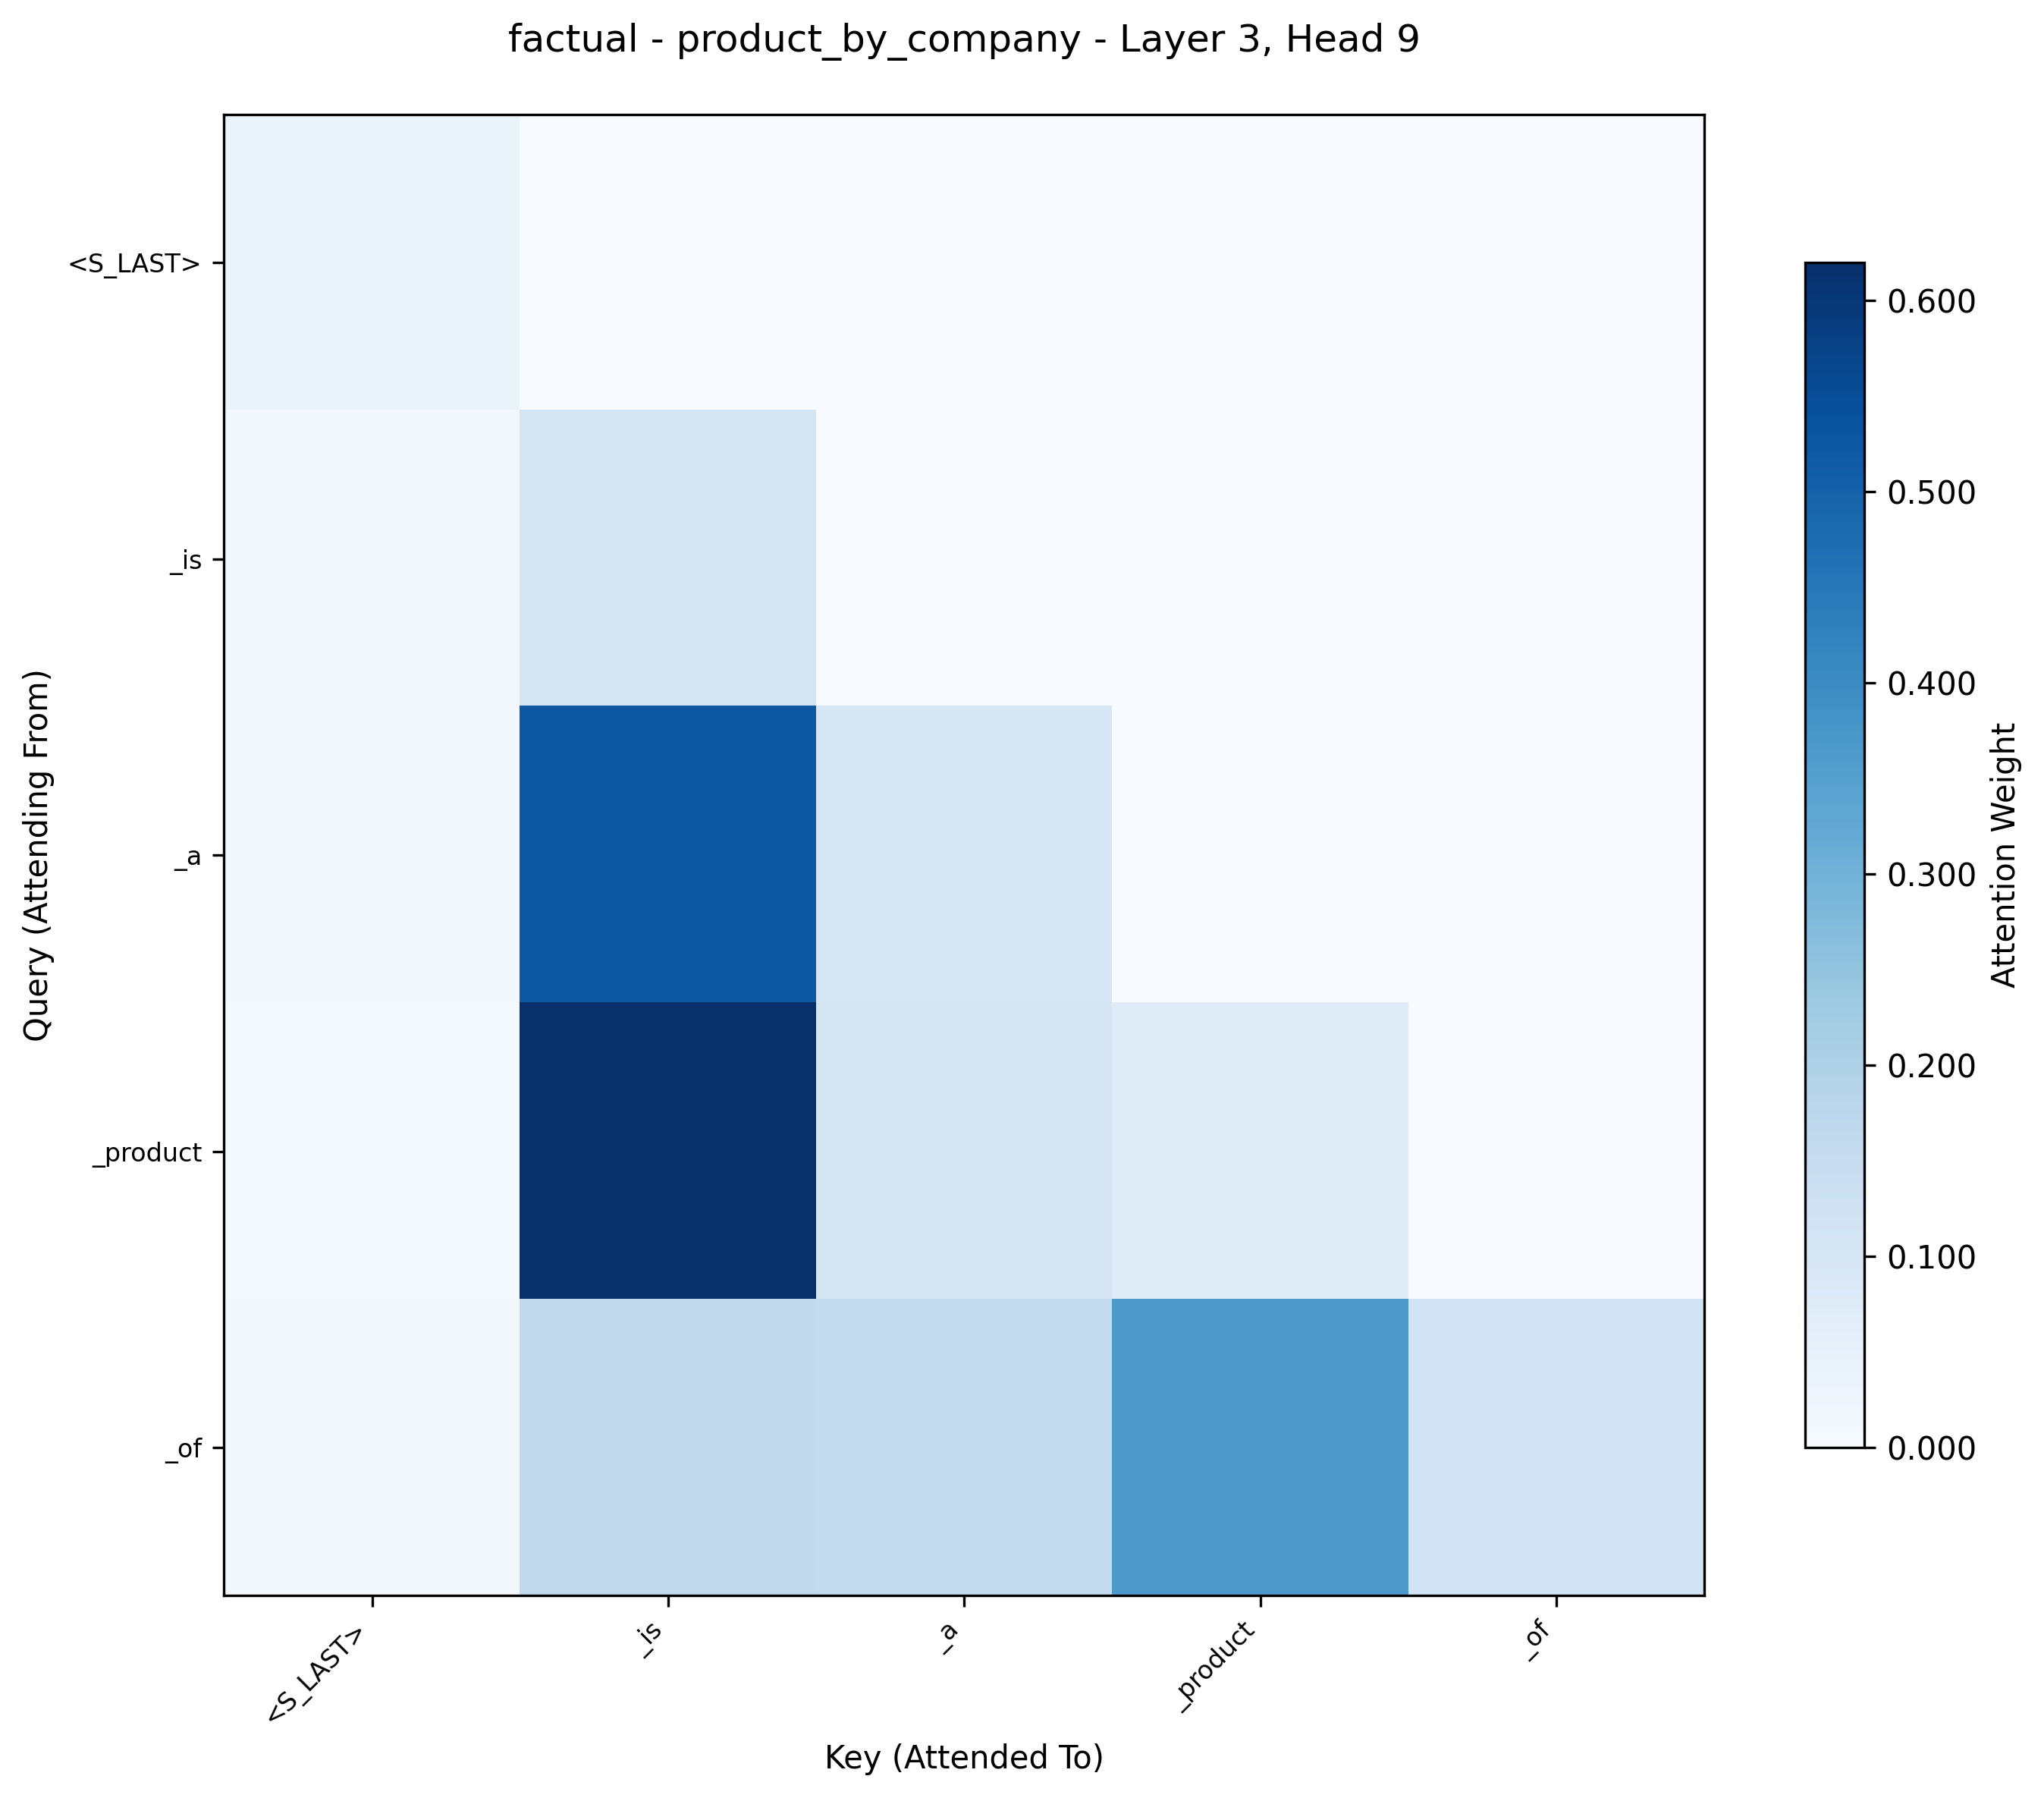 factual - product_by_company - Layer 3, Head 9
<S_LAST>
_is
_a
_product
_of
Query (Attending From)
<S_LAST>
_is
_a
_product
_of
Key (Attended To)
0.600
0.500
0.400
0.300
0.200
0.100
0.000
Attention Weight